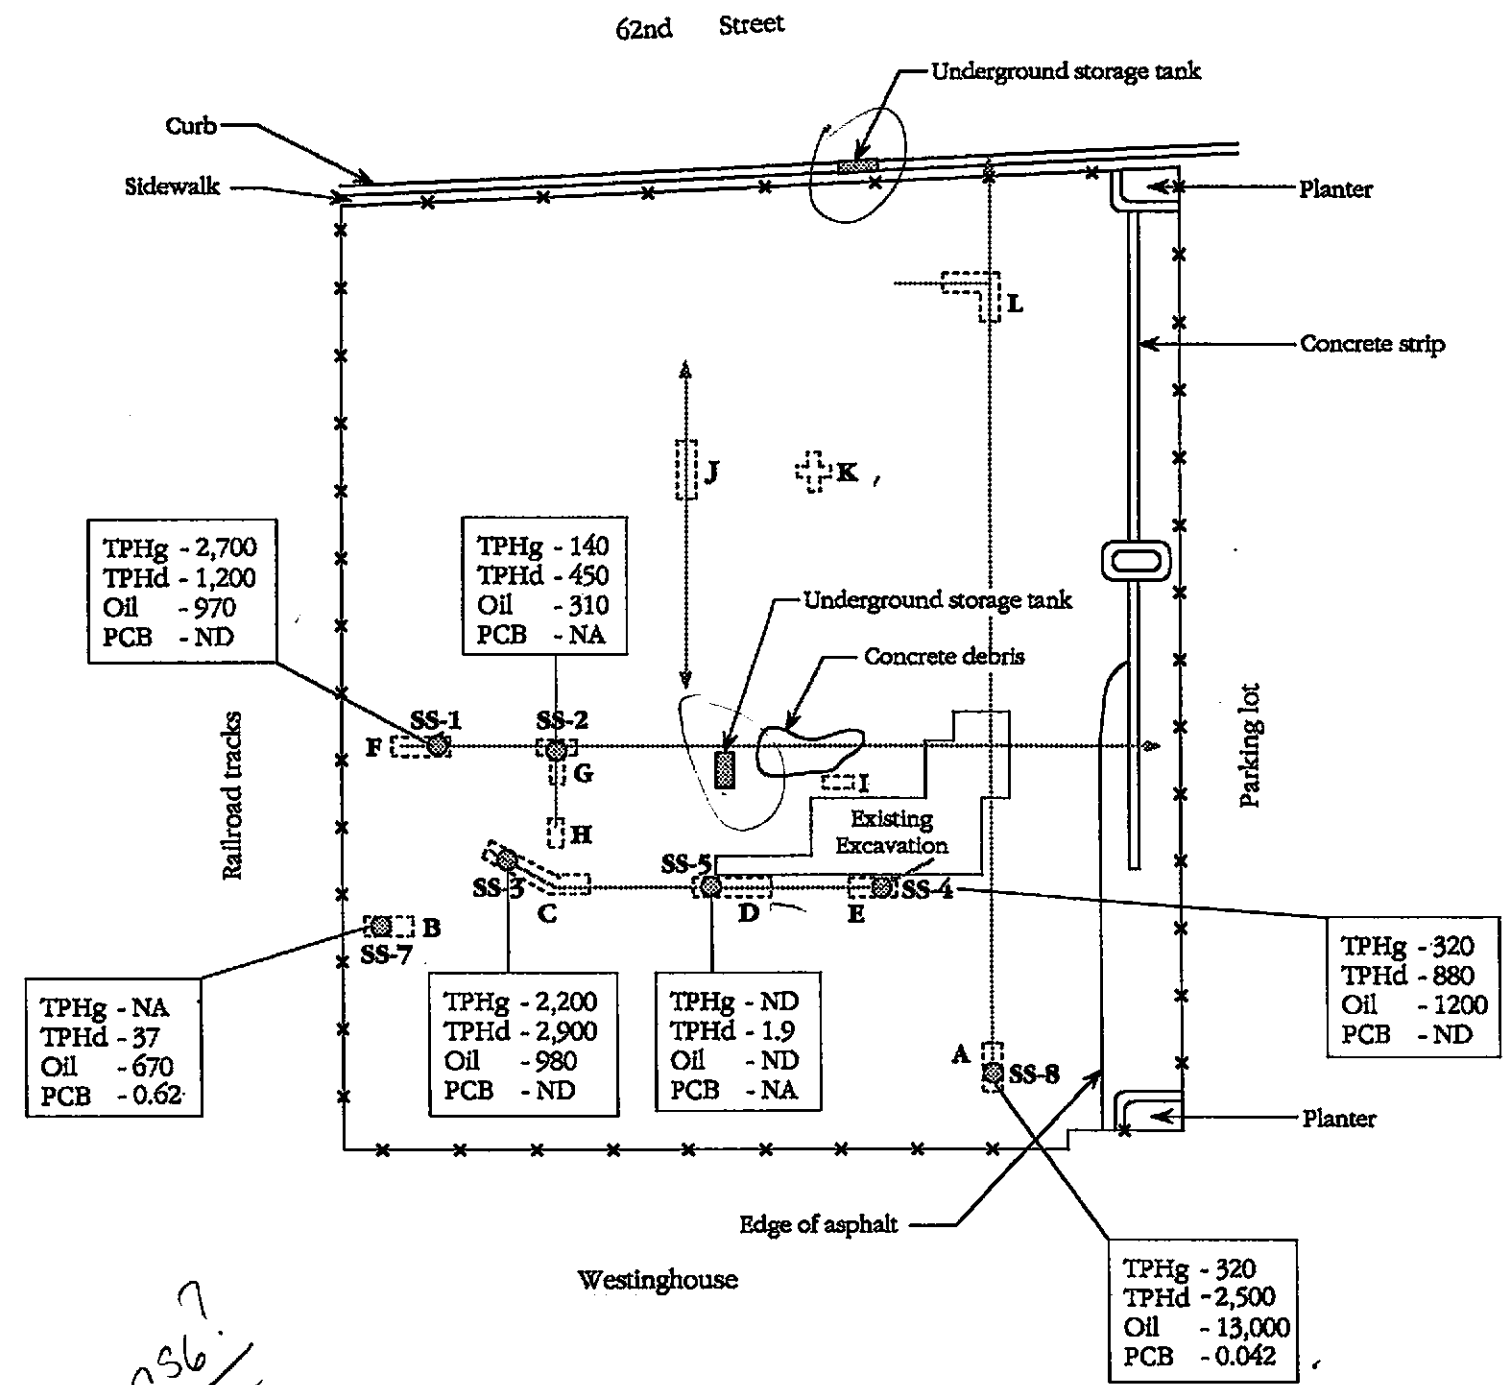 62nd Street
Underground storage tank
Curb
Sidewalk
Planter
L
Concrete strip
J
K
TPHg - 2,700
TPHd - 1,200
Oil - 970
PCB - ND
TPHg - 140
TPHd - 450
Oil - 310
PCB - NA
Underground storage tank
Concrete debris
Railroad tracks
Parking lot
SS-1
SS-2
F
G
I
H
Existing
Excavation
SS-5
SS-3
SS-4
C
D
E
B
SS-7
TPHg - NA
TPHd - 37
Oil - 670
PCB - 0.62
TPHg - 2,200
TPHd - 2,900
Oil - 980
PCB - ND
TPHg - ND
TPHd - 1.9
Oil - ND
PCB - NA
TPHg - 320
TPHd - 880
Oil - 1200
PCB - ND
A
SS-8
Planter
Edge of asphalt
Westinghouse
TPHg - 320
TPHd - 2,500
Oil - 13,000
PCB - 0.042